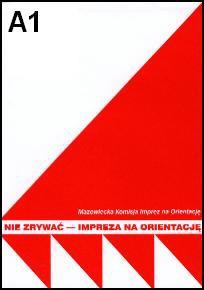 A1
Mazowiecka Komisja Imprez na Orientację
NIE ZRYWAĆ — IMPREZA NA ORIENTACJĘ